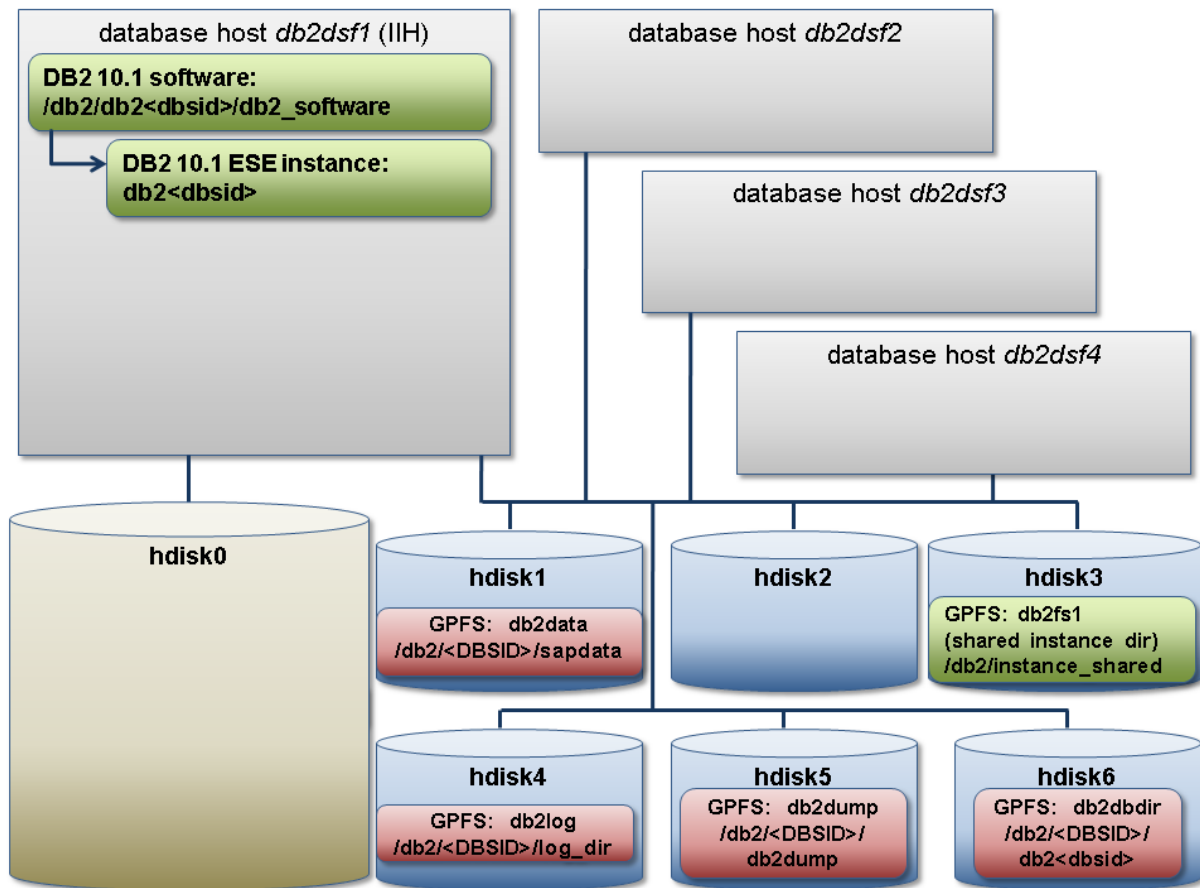 database host db2dsf1 (IIH)
DB2 10.1 software:
/db2/db2<dbsid>/db2_software
DB2 10.1 ESE instance:
db2<dbsid>
database host db2dsf2
database host db2dsf3
database host db2dsf4
hdisk0
hdisk1
GPFS: db2data
/db2/<DBSID>/sapdata
hdisk2
hdisk3
GPFS: db2fs1
(shared instance dir)
/db2/instance_shared
hdisk4
GPFS: db2log
/db2/<DBSID>/log_dir
hdisk5
GPFS: db2dump
/db2/<DBSID>/
db2dump
hdisk6
GPFS: db2dbdir
/db2/<DBSID>/
db2<dbsid>